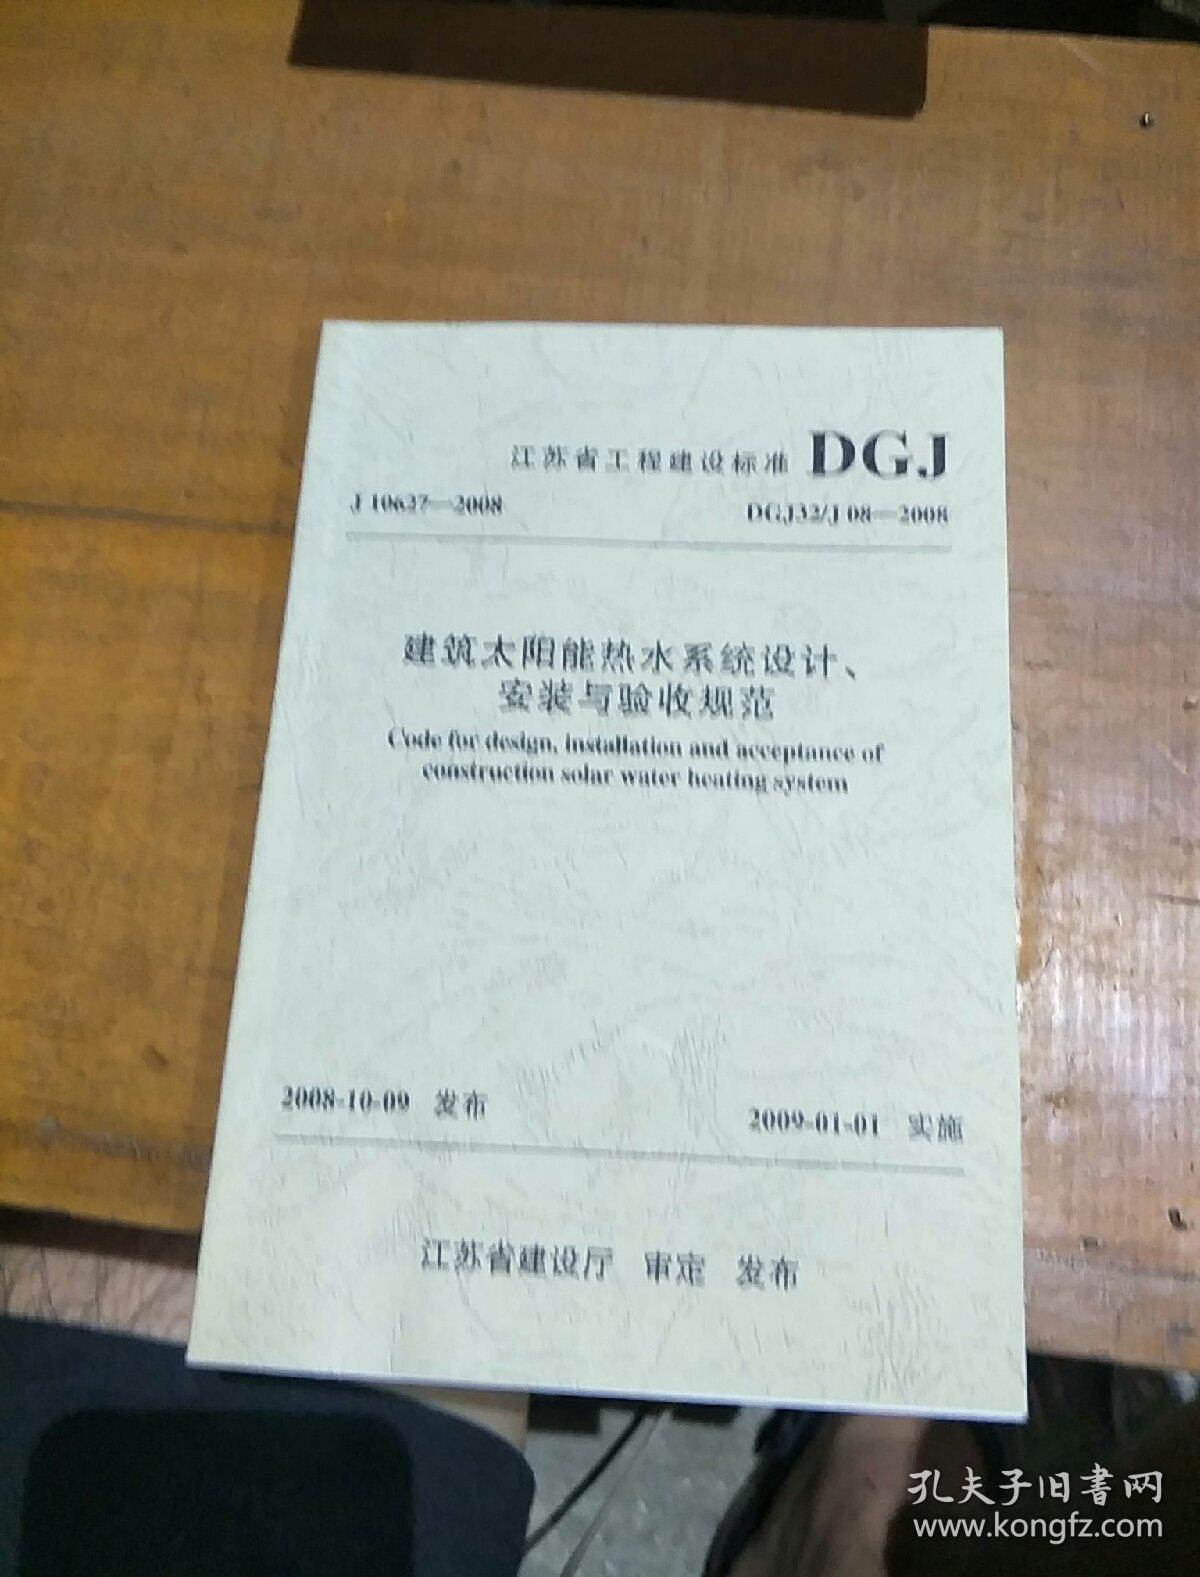 江苏省工程建设标准 DGJ
J 10627—2008 DGJ32/J 08—2008
建筑太阳能热水系统设计、
安装与验收规范
Code for design, installation and acceptance of
construction solar water heating system
2008-10-09 发布
2009-01-01 实施
江苏省建设厅 审定 发布
孔夫子旧书网
www.kongfz.com